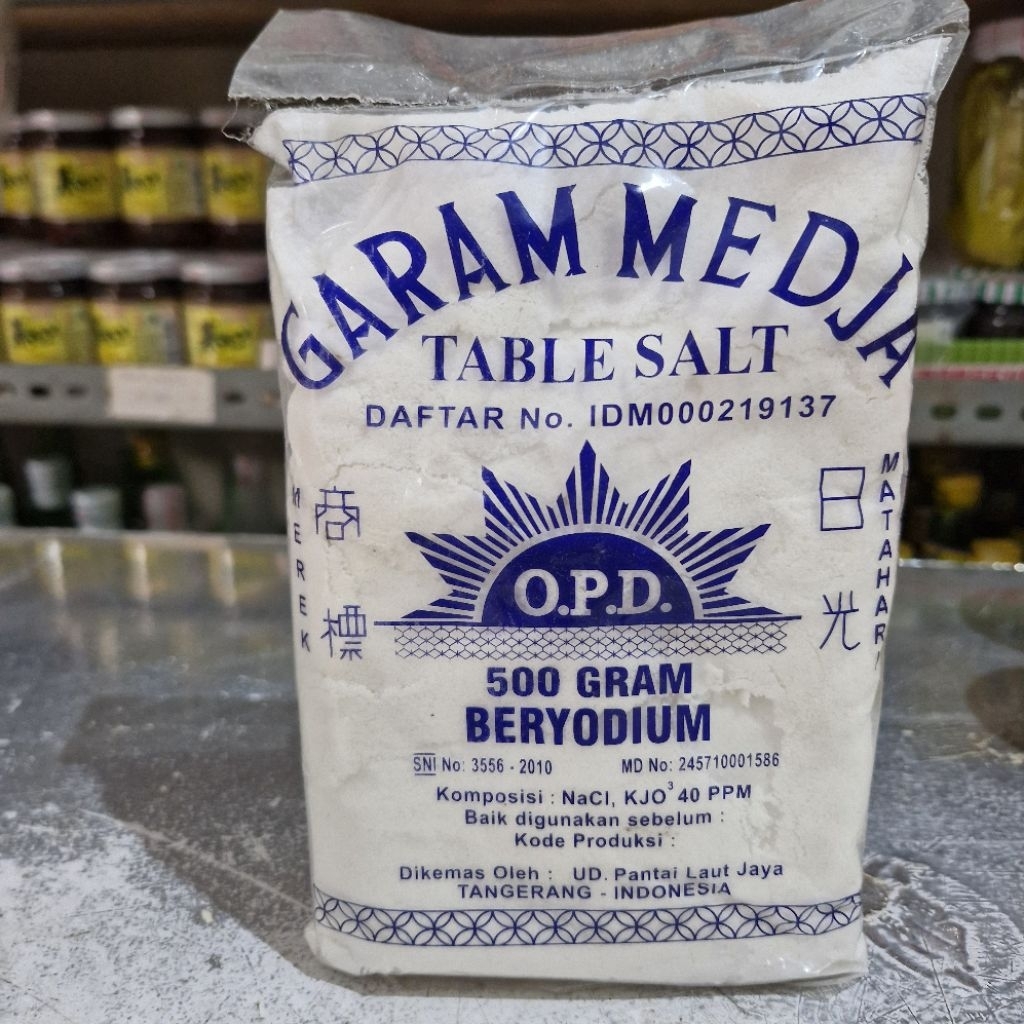 GARAM MEDJA
TABLE SALT
DAFTAR No. IDM000219137
MEREK
商標
O.P.D.
日光
MATAHARI
500 GRAM
BERYODIUM
SNI No: 3556 - 2010
MD No: 245710001586
Komposisi : NaCl, KJO³ 40 PPM
Baik digunakan sebelum :
Kode Produksi :
Dikemas Oleh : UD. Pantai Laut Jaya
TANGERANG - INDONESIA